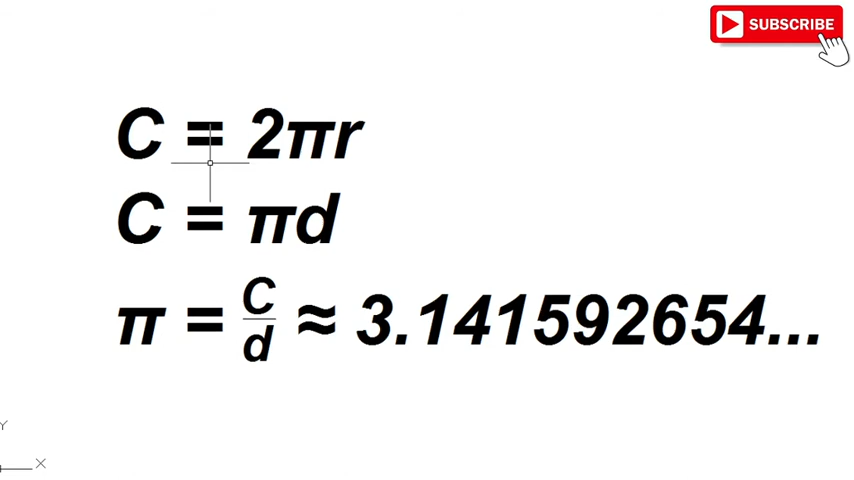 SUBSCRIBE
C = 2πr
C = πd
π = C/d ≈ 3.141592654...
Y
X